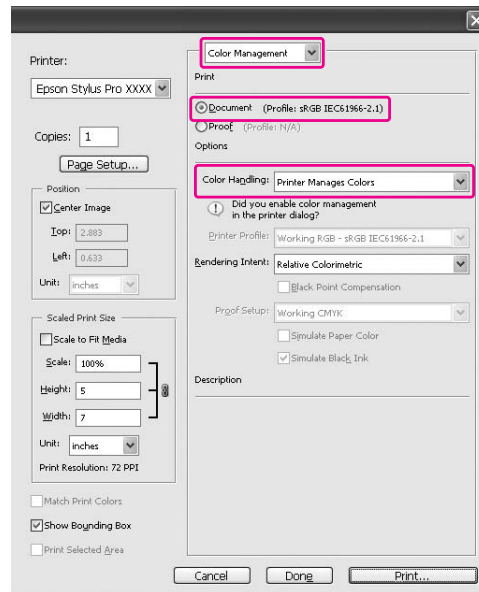 Printer:
Epson Stylus Pro XXXX
Copies: 1
Page Setup...
Position
Center Image
Top: 2.883
Left: 0.633
Unit: inches
Scaled Print Size
Scale to Fit Media
Scale: 100%
Height: 5
Width: 7
Unit: inches
Print Resolution: 72 PPI
Match Print Colors
Show Bounding Box
Print Selected Area
Color Management
Print
Document (Profile: sRGB IEC61966-2.1)
Proof (Profile: N/A)
Options
Color Handling: Printer Manages Colors
Did you enable color management
in the printer dialog?
Printer Profile: Working RGB - sRGB IEC61966-2.1
Rendering Intent: Relative Colorimetric
Black Point Compensation
Proof Setup: Working CMYK
Simulate Paper Color
Simulate Black Ink
Description
Cancel Done Print...